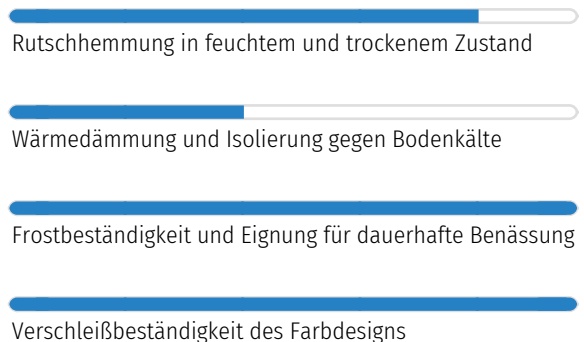 Rutschhemmung in feuchtem und trockenem Zustand
Wärmedämmung und Isolierung gegen Bodenkälte
Frostbeständigkeit und Eignung für dauerhafte Benässung
Verschleißbeständigkeit des Farbdesigns